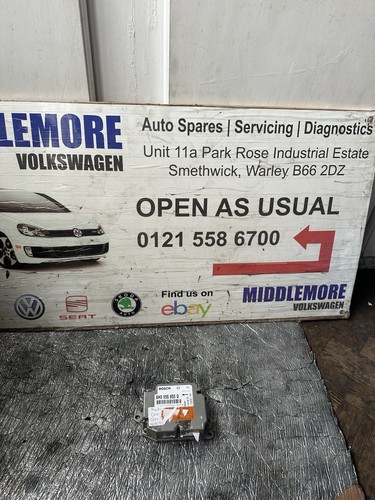 DLEMORE
VOLKSWAGEN
Auto Spares | Servicing | Diagnostics
Unit 11a Park Rose Industrial Estate
Smethwick, Warley B66 2DZ
OPEN AS USUAL
0121 558 6700
SEAT
Find us on
ebay
MIDDLEMORE
VOLKSWAGEN
BOSCH